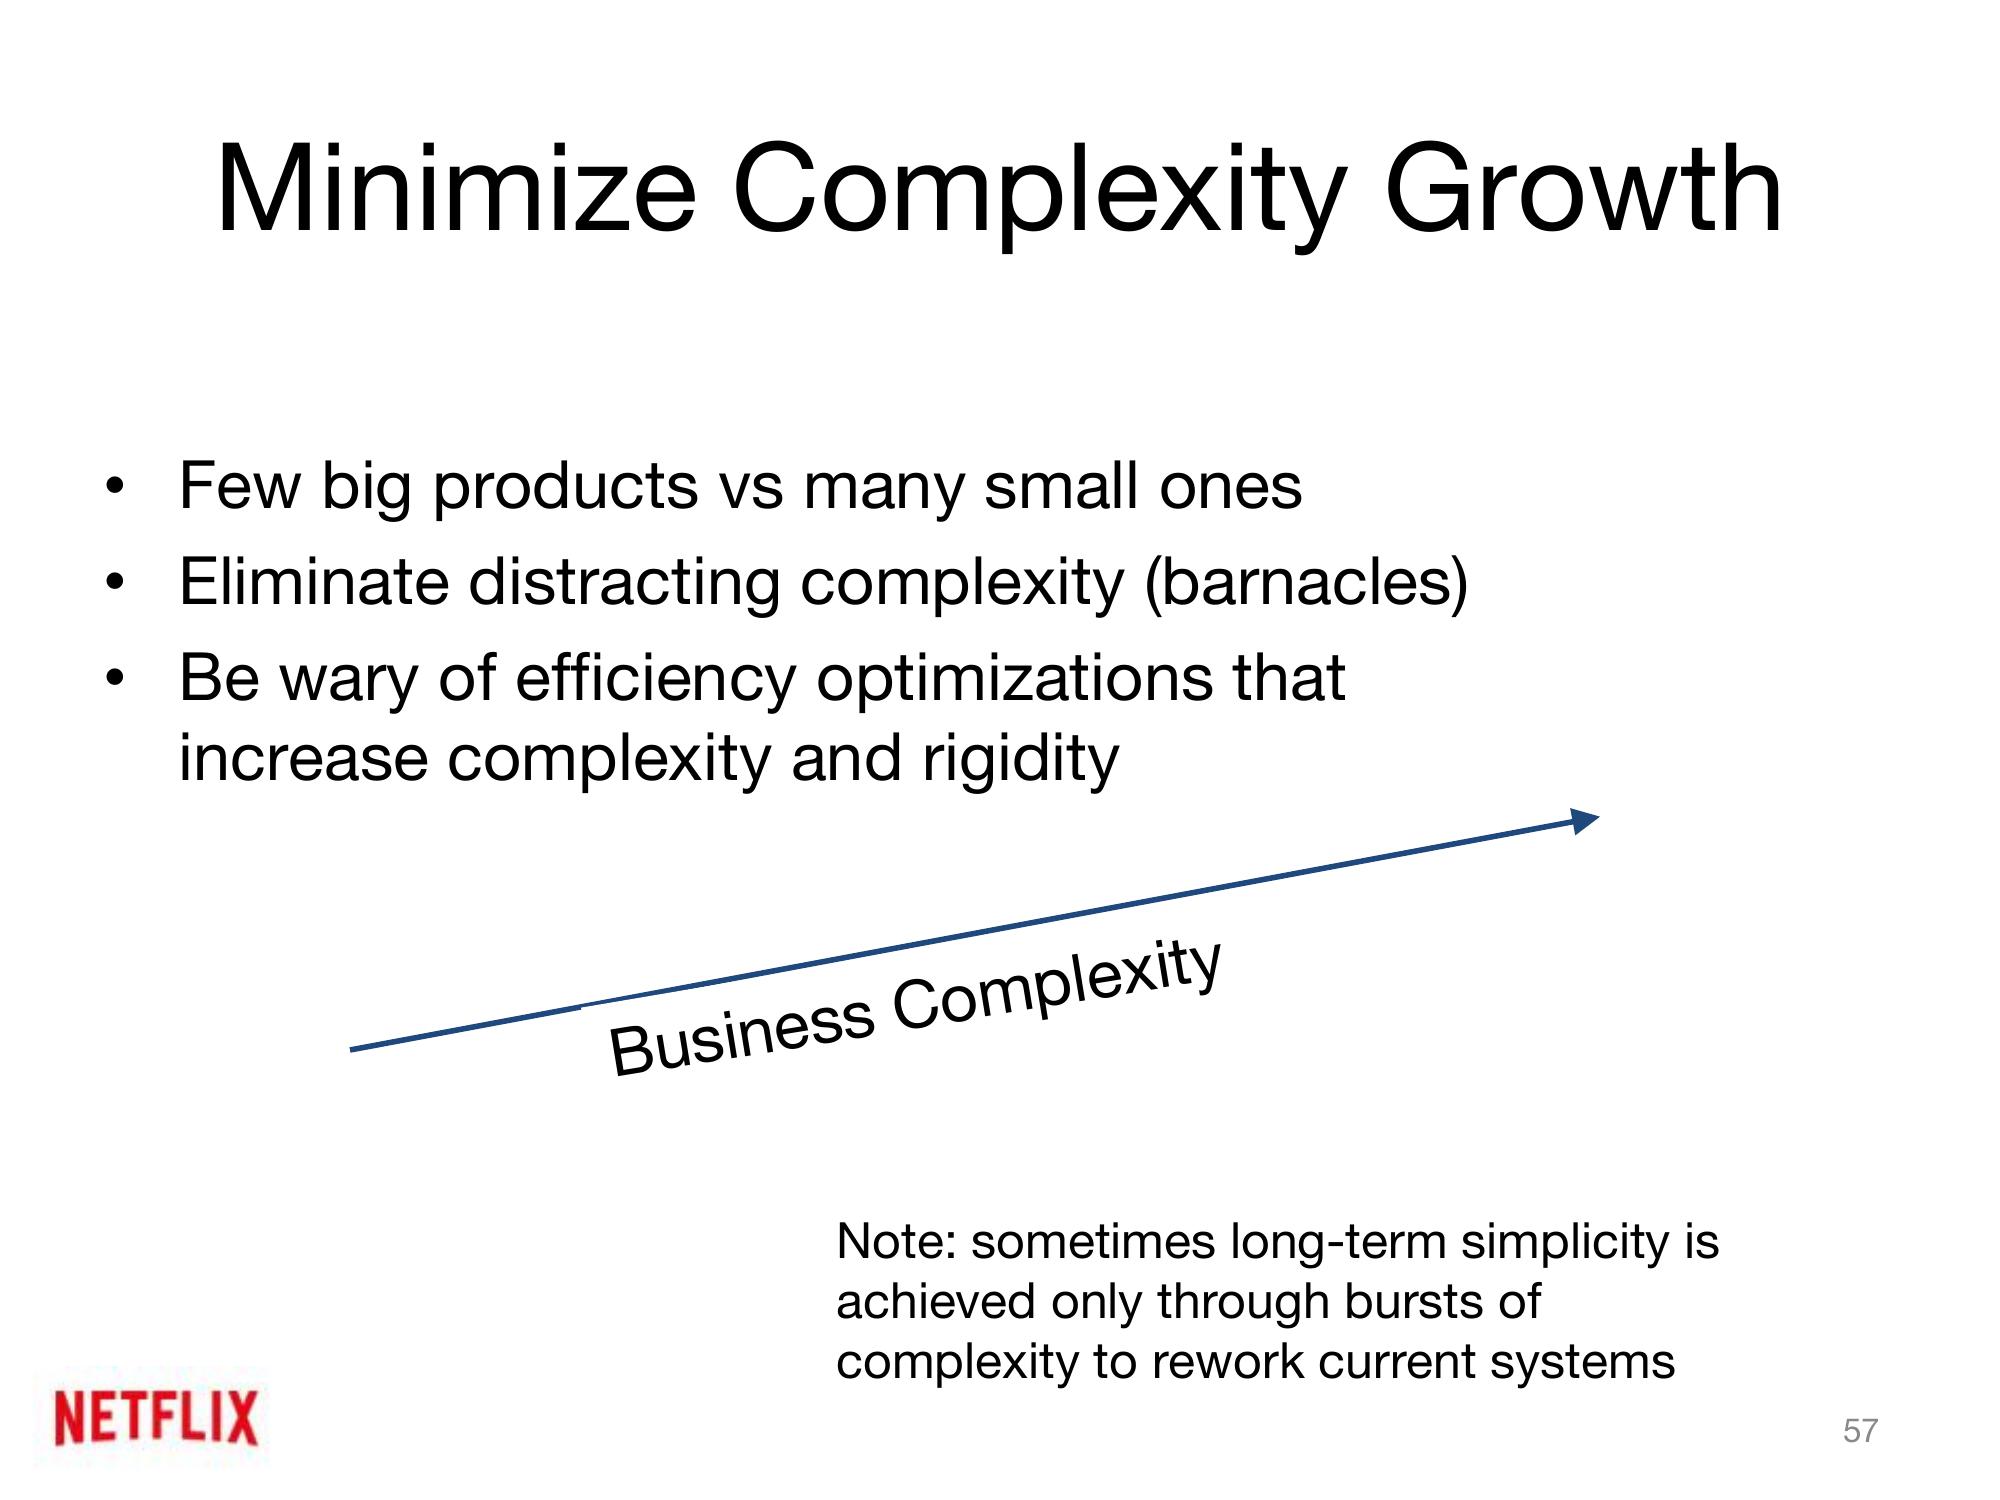 Minimize Complexity Growth
• Few big products vs many small ones
• Eliminate distracting complexity (barnacles)
• Be wary of efficiency optimizations that
increase complexity and rigidity
Business Complexity
Note: sometimes long-term simplicity is
achieved only through bursts of
complexity to rework current systems
NETFLIX
57